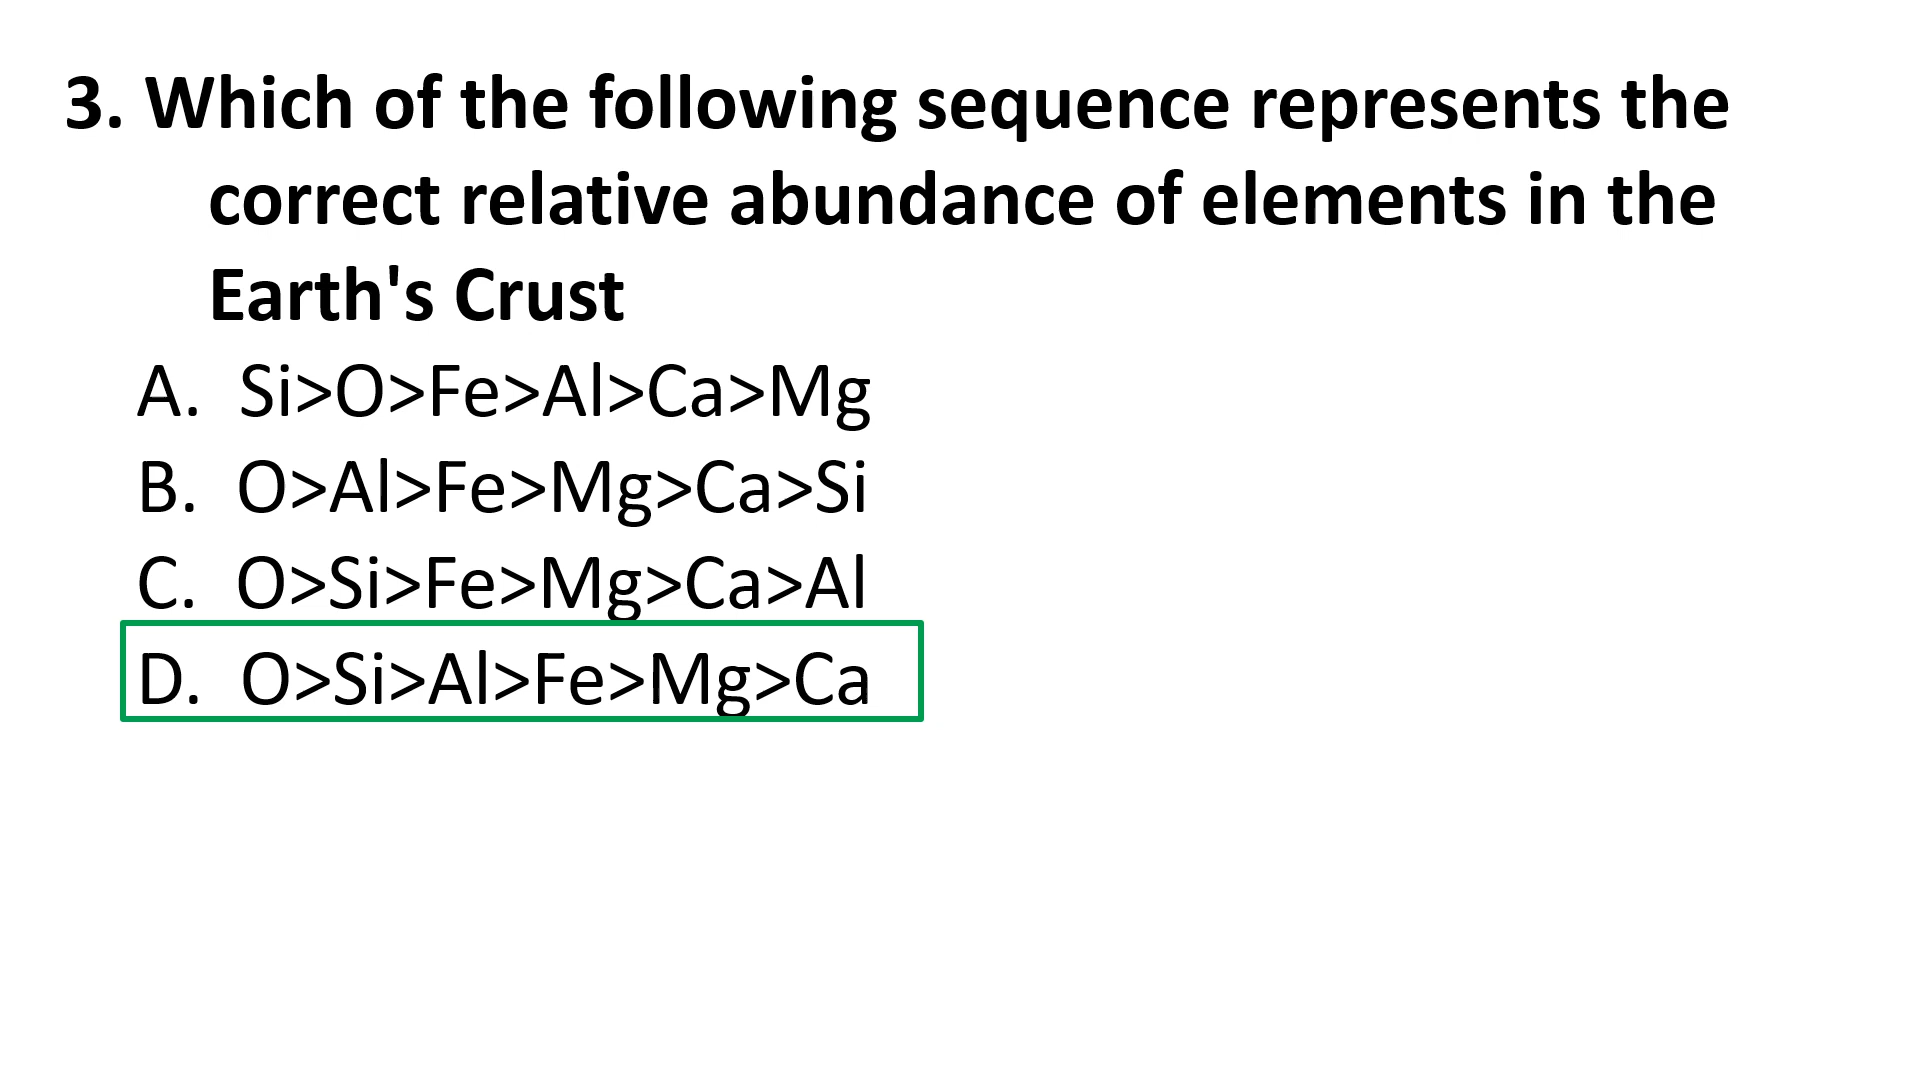 3. Which of the following sequence represents the
correct relative abundance of elements in the
Earth's Crust
A. Si>O>Fe>Al>Ca>Mg
B. O>Al>Fe>Mg>Ca>Si
C. O>Si>Fe>Mg>Ca>Al
D. O>Si>Al>Fe>Mg>Ca